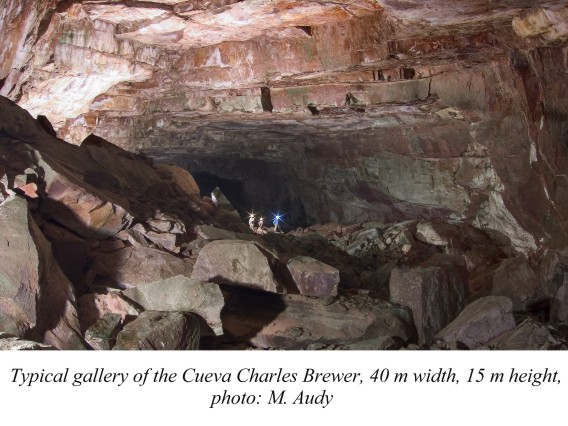 Typical gallery of the Cueva Charles Brewer, 40 m width, 15 m height,
photo: M. Audy